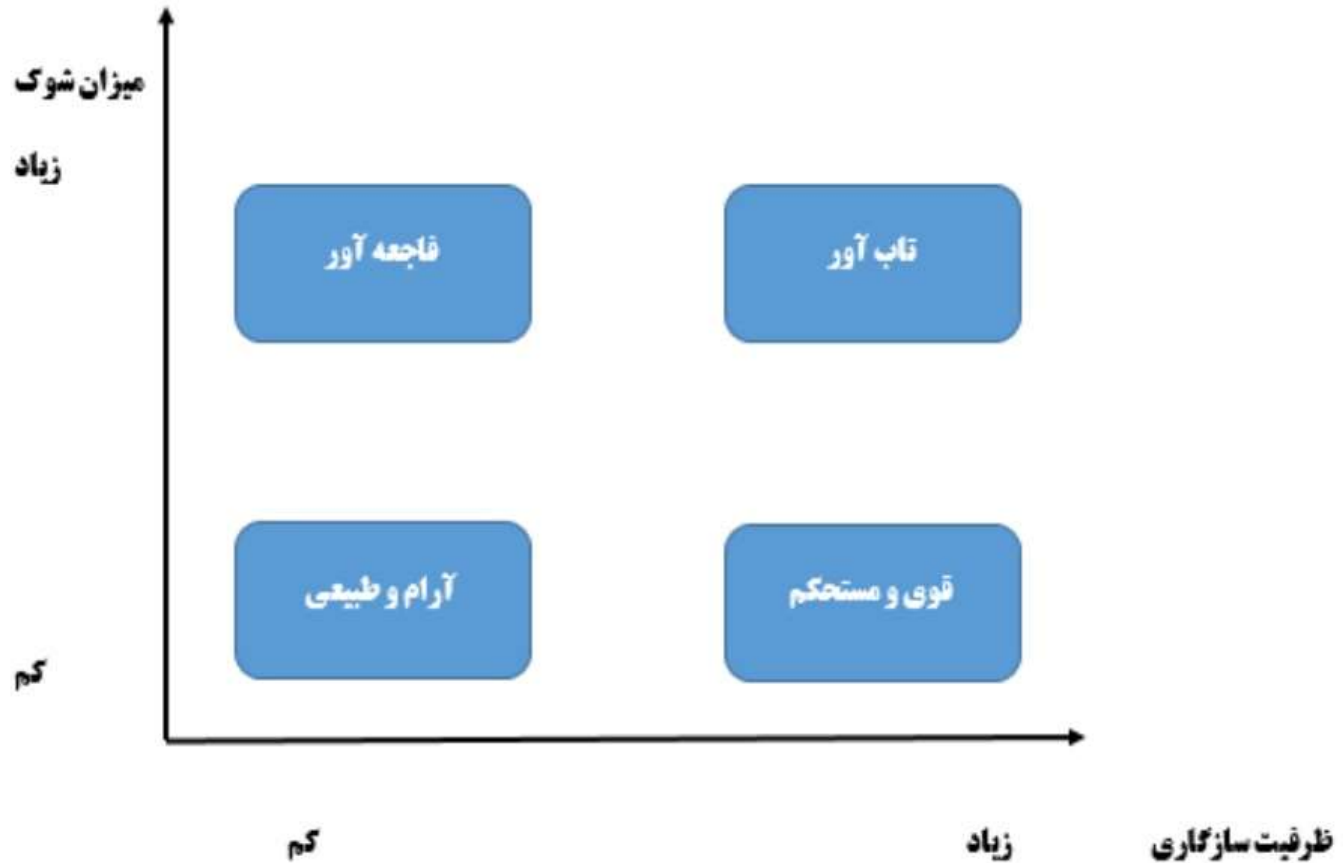 میزان شوک
زیاد
تاب آور
فاجعه آور
قوی و مستحکم
آرام و طبیعی
کم
ظرفیت سازگاری
زیاد
کم